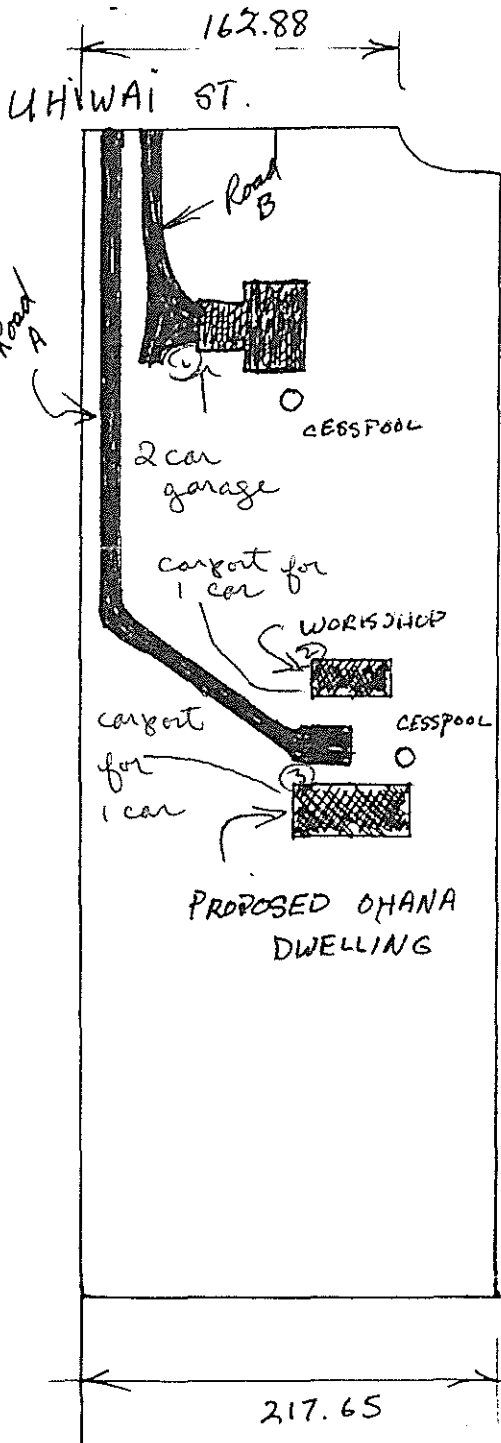 162.88
UHIWAI ST.
Road
B
Road
A
①
CESSPOOL
2 car
garage
carport for
1 car
WORKSHOP
②
CESSPOOL
carport
for
1 car
③
PROPOSED OHANA
DWELLING
217.65